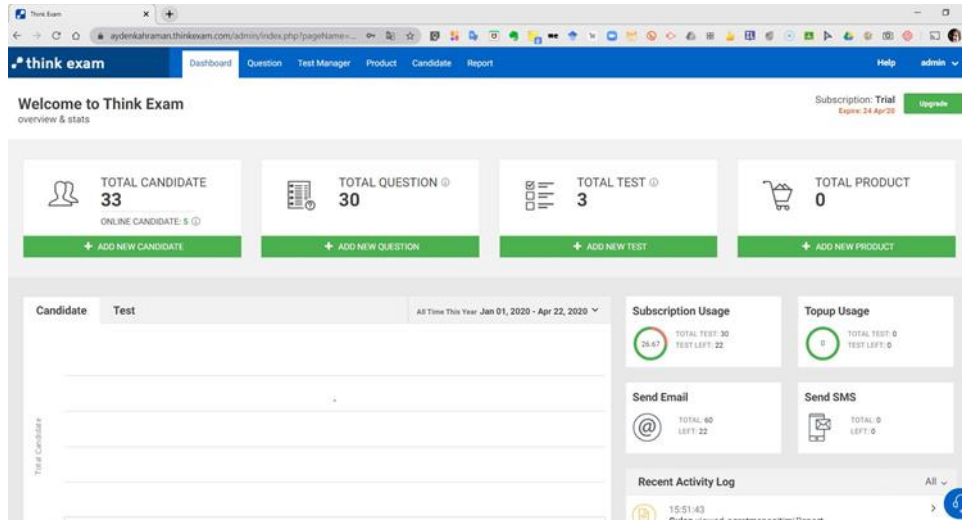 Think Exam
aydenkahraman.thinkexam.com/admin/index.php?pageName=...
think exam
Dashboard Question Test Manager Product Candidate Report
Help admin
Welcome to Think Exam
overview & stats
Subscription: Trial
Expire: 24 Apr'20
Upgrade
TOTAL CANDIDATE
33
ONLINE CANDIDATE: 5
+ ADD NEW CANDIDATE
TOTAL QUESTION
30
+ ADD NEW QUESTION
TOTAL TEST
3
+ ADD NEW TEST
TOTAL PRODUCT
0
+ ADD NEW PRODUCT
Candidate Test
All Time This Year Jan 01, 2020 - Apr 22, 2020
Total Candidate
Subscription Usage
26.67
TOTAL TEST: 30
TEST LEFT: 22
Topup Usage
0
TOTAL TEST: 0
TEST LEFT: 0
Send Email
TOTAL: 60
LEFT: 22
Send SMS
TOTAL: 0
LEFT: 0
Recent Activity Log
All
15:51:43
viewed Report